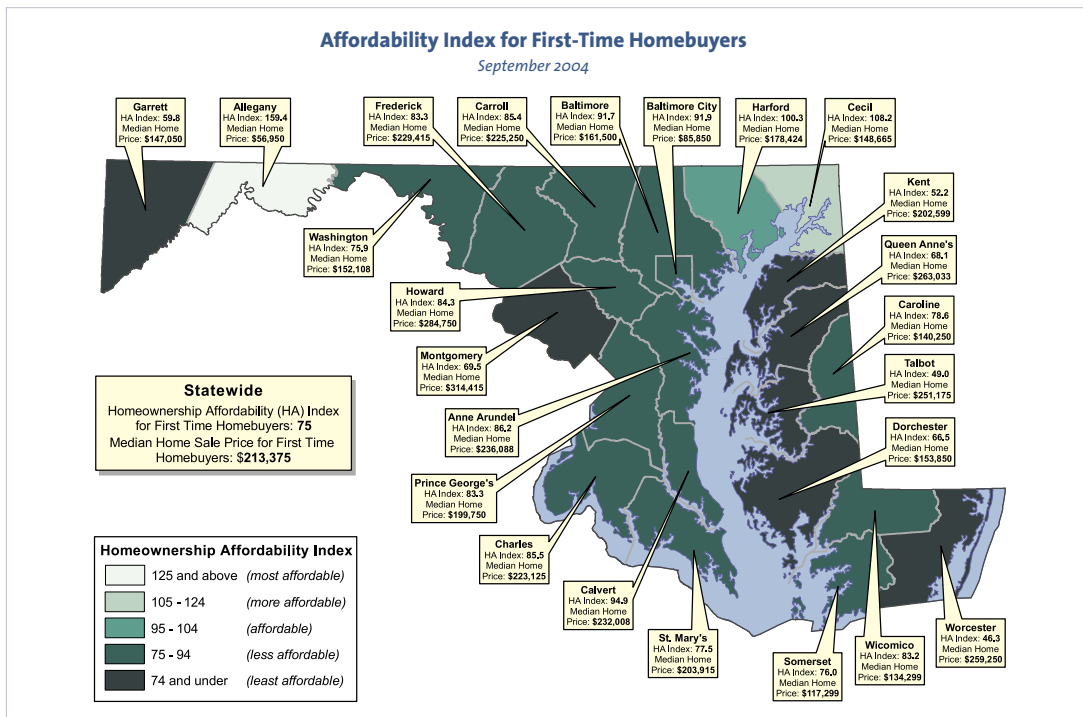 Affordability Index for First-Time Homebuyers
September 2004
Garrett
HA Index: 59.8
Median Home
Price: $147,050
Allegany
HA Index: 159.4
Median Home
Price: $56,950
Frederick
HA Index: 83.3
Median Home
Price: $229,415
Carroll
HA Index: 85.4
Median Home
Price: $225,250
Baltimore
HA Index: 91.7
Median Home
Price: $161,500
Baltimore City
HA Index: 91.9
Median Home
Price: $85,850
Harford
HA Index: 100.3
Median Home
Price: $178,424
Cecil
HA Index: 108.2
Median Home
Price: $148,665
Kent
HA Index: 52.2
Median Home
Price: $202,599
Washington
HA Index: 75.9
Median Home
Price: $152,108
Queen Anne's
HA Index: 68.1
Median Home
Price: $263,033
Howard
HA Index: 84.3
Median Home
Price: $284,750
Caroline
HA Index: 78.6
Median Home
Price: $140,250
Montgomery
HA Index: 69.5
Median Home
Price: $314,415
Talbot
HA Index: 49.0
Median Home
Price: $251,175
Statewide
Homeownership Affordability (HA) Index
for First Time Homebuyers: 75
Median Home Sale Price for First Time
Homebuyers: $213,375
Anne Arundel
HA Index: 86.2
Median Home
Price: $236,088
Dorchester
HA Index: 66.5
Median Home
Price: $153,850
Prince George's
HA Index: 83.3
Median Home
Price: $199,750
Charles
HA Index: 85.5
Median Home
Price: $223,125
Calvert
HA Index: 94.9
Median Home
Price: $232,008
St. Mary's
HA Index: 77.5
Median Home
Price: $203,915
Somerset
HA Index: 76.0
Median Home
Price: $117,299
Wicomico
HA Index: 83.2
Median Home
Price: $134,299
Worcester
HA Index: 46.3
Median Home
Price: $259,250
Homeownership Affordability Index
125 and above (most affordable)
105 - 124 (more affordable)
95 - 104 (affordable)
75 - 94 (less affordable)
74 and under (least affordable)